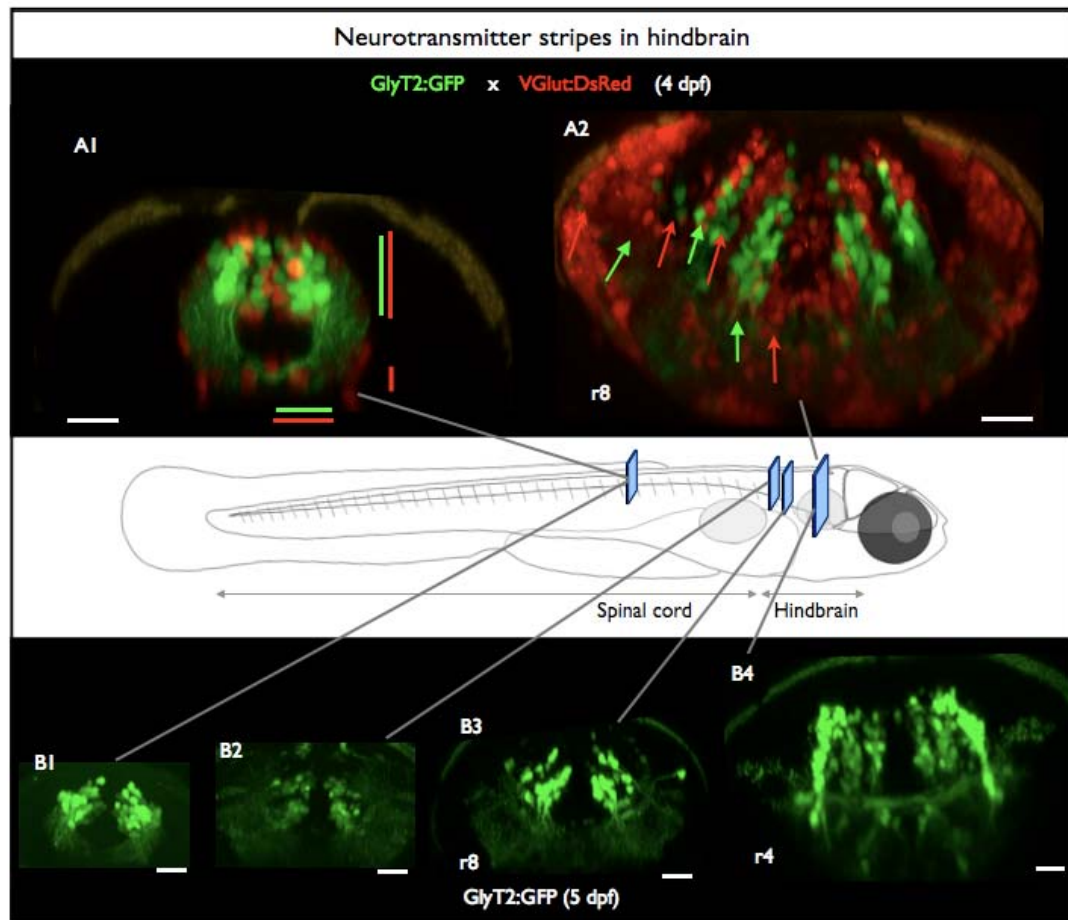 Neurotransmitter stripes in hindbrain
GlyT2:GFP x VGlut:DsRed (4 dpf)
A1
A2
r8
Spinal cord
Hindbrain
B1
B2
B3
B4
r8
r4
GlyT2:GFP (5 dpf)